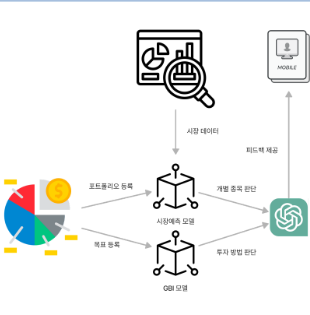 MOBILE
시장 데이터
피드백 제공
포트폴리오 등록
개별 종목 판단
시장예측 모델
목표 등록
투자 방법 판단
GBI 모델